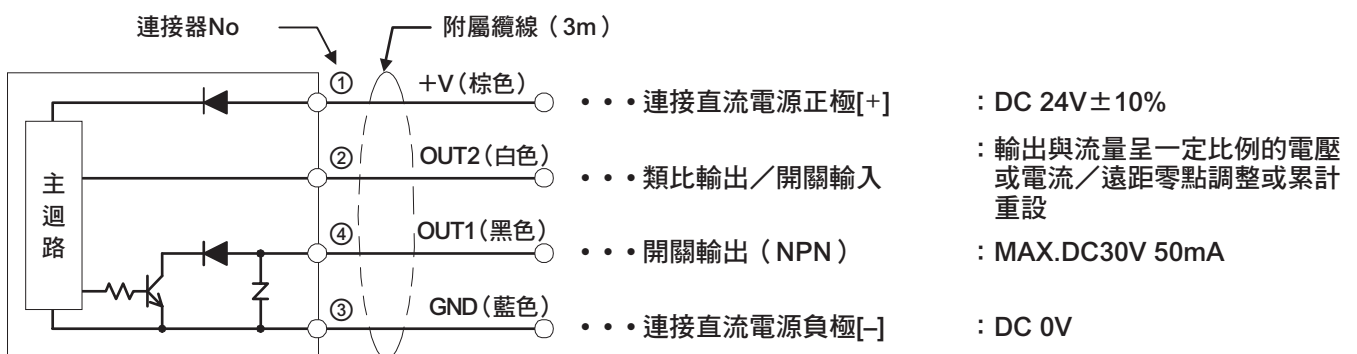 連接器No
附屬纜線（3m）
① +V（棕色） ・・・連接直流電源正極[+] ：DC 24V±10%
② OUT2（白色） ・・・類比輸出／開關輸入 ：輸出與流量呈一定比例的電壓
或電流／遠距零點調整或累計
重設
主
迴
路
④ OUT1（黑色） ・・・開關輸出（NPN） ：MAX.DC30V 50mA
③ GND（藍色） ・・・連接直流電源負極[–] ：DC 0V